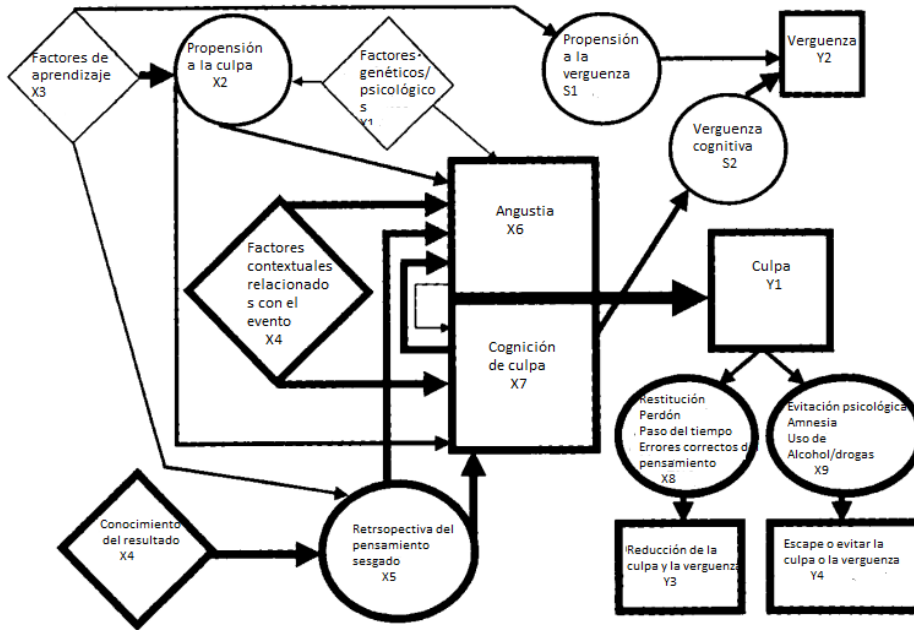 Factores de
aprendizaje
X3
Propensión
a la culpa
X2
Factores
genéticos/
psicológico
s
Propensión
a la
verguenza
S1
Verguenza
Y2
Verguenza
cognitiva
S2
Angustia
X6
Factores
contextuales
relacionado
s con el
evento
X4
Culpa
Y1
Cognición
de culpa
X7
Restitución
Perdón
Paso del tiempo
Errores correctos
pensamiento
X8
Evitación psicológica
Amnesia
Uso de
Alcohol/drogas
X9
Conocimiento
del resultado
X4
Retrsopectiva del
pensamiento
sesgado
X5
Reducción de la
culpa y la verguenza
Y3
Escape o evitar la
culpa o la verguenza
Y4